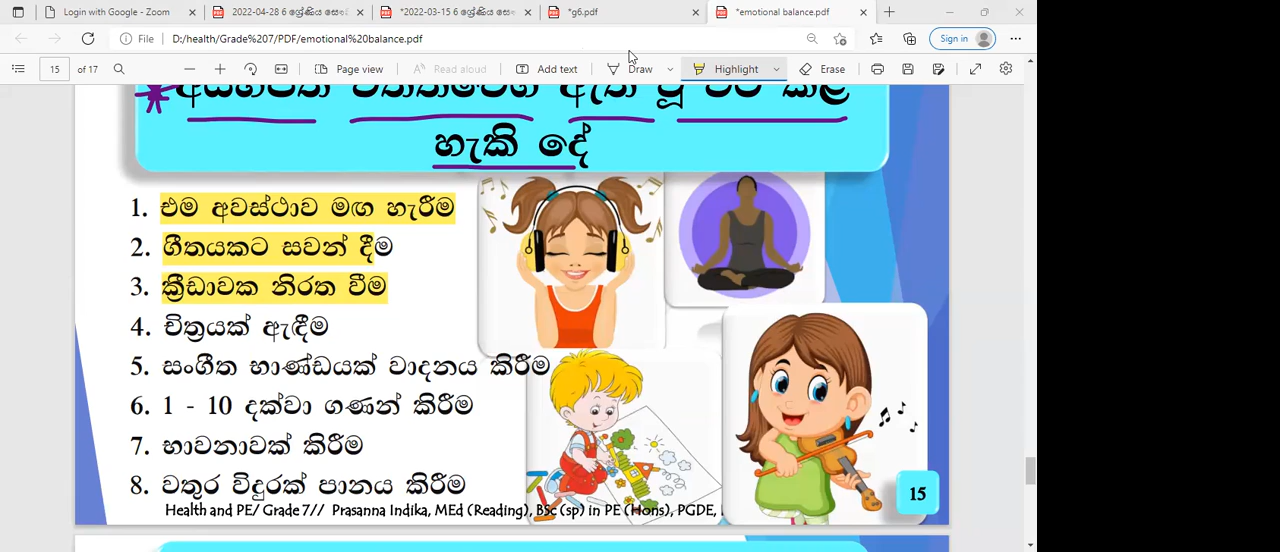 Login with Google - Zoom
2022-04-28 6 ශ්‍රේණිය සෞ
*2022-03-15 6 ශ්‍රේණිය සෞ
*g6.pdf
*emotional balance.pdf
File D:/health/Grade%207/PDF/emotional%20balance.pdf
Sign in
15 of 17
Page view
Read aloud
Add text
Draw
Highlight
Erase
ඇති වූ විට කළ
හැකි දේ
1. එම අවස්ථාව මඟ හැරීම
2. ගීතයකට සවන් දීම
3. ක්‍රීඩාවක නිරත වීම
4. චිත්‍රයක් ඇඳීම
5. සංගීත භාණ්ඩයක් වාදනය කිරීම
6. 1 - 10 දක්වා ගණන් කිරීම
7. භාවනාවක් කිරීම
8. වතුර විදුරක් පානය කිරීම
Health and PE/ Grade 7// Prasanna Indika, MEd (Reading), BSc (sp) in PE (Hons), PGDE,
15